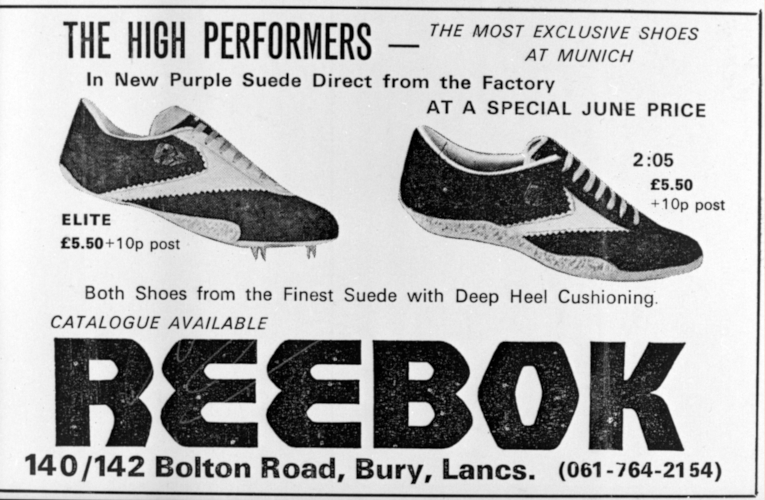 THE HIGH PERFORMERS — THE MOST EXCLUSIVE SHOES
AT MUNICH
In New Purple Suede Direct from the Factory
AT A SPECIAL JUNE PRICE
2:05
£5.50
+10p post
ELITE
£5.50+10p post
Both Shoes from the Finest Suede with Deep Heel Cushioning.
CATALOGUE AVAILABLE
REEBOK
140/142 Bolton Road, Bury, Lancs. (061-764-2154)